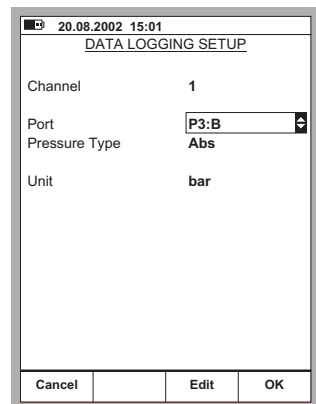 20.08.2002 15:01
DATA LOGGING SETUP
Channel 1
Port P3:B
Pressure Type Abs
Unit bar
Cancel Edit OK